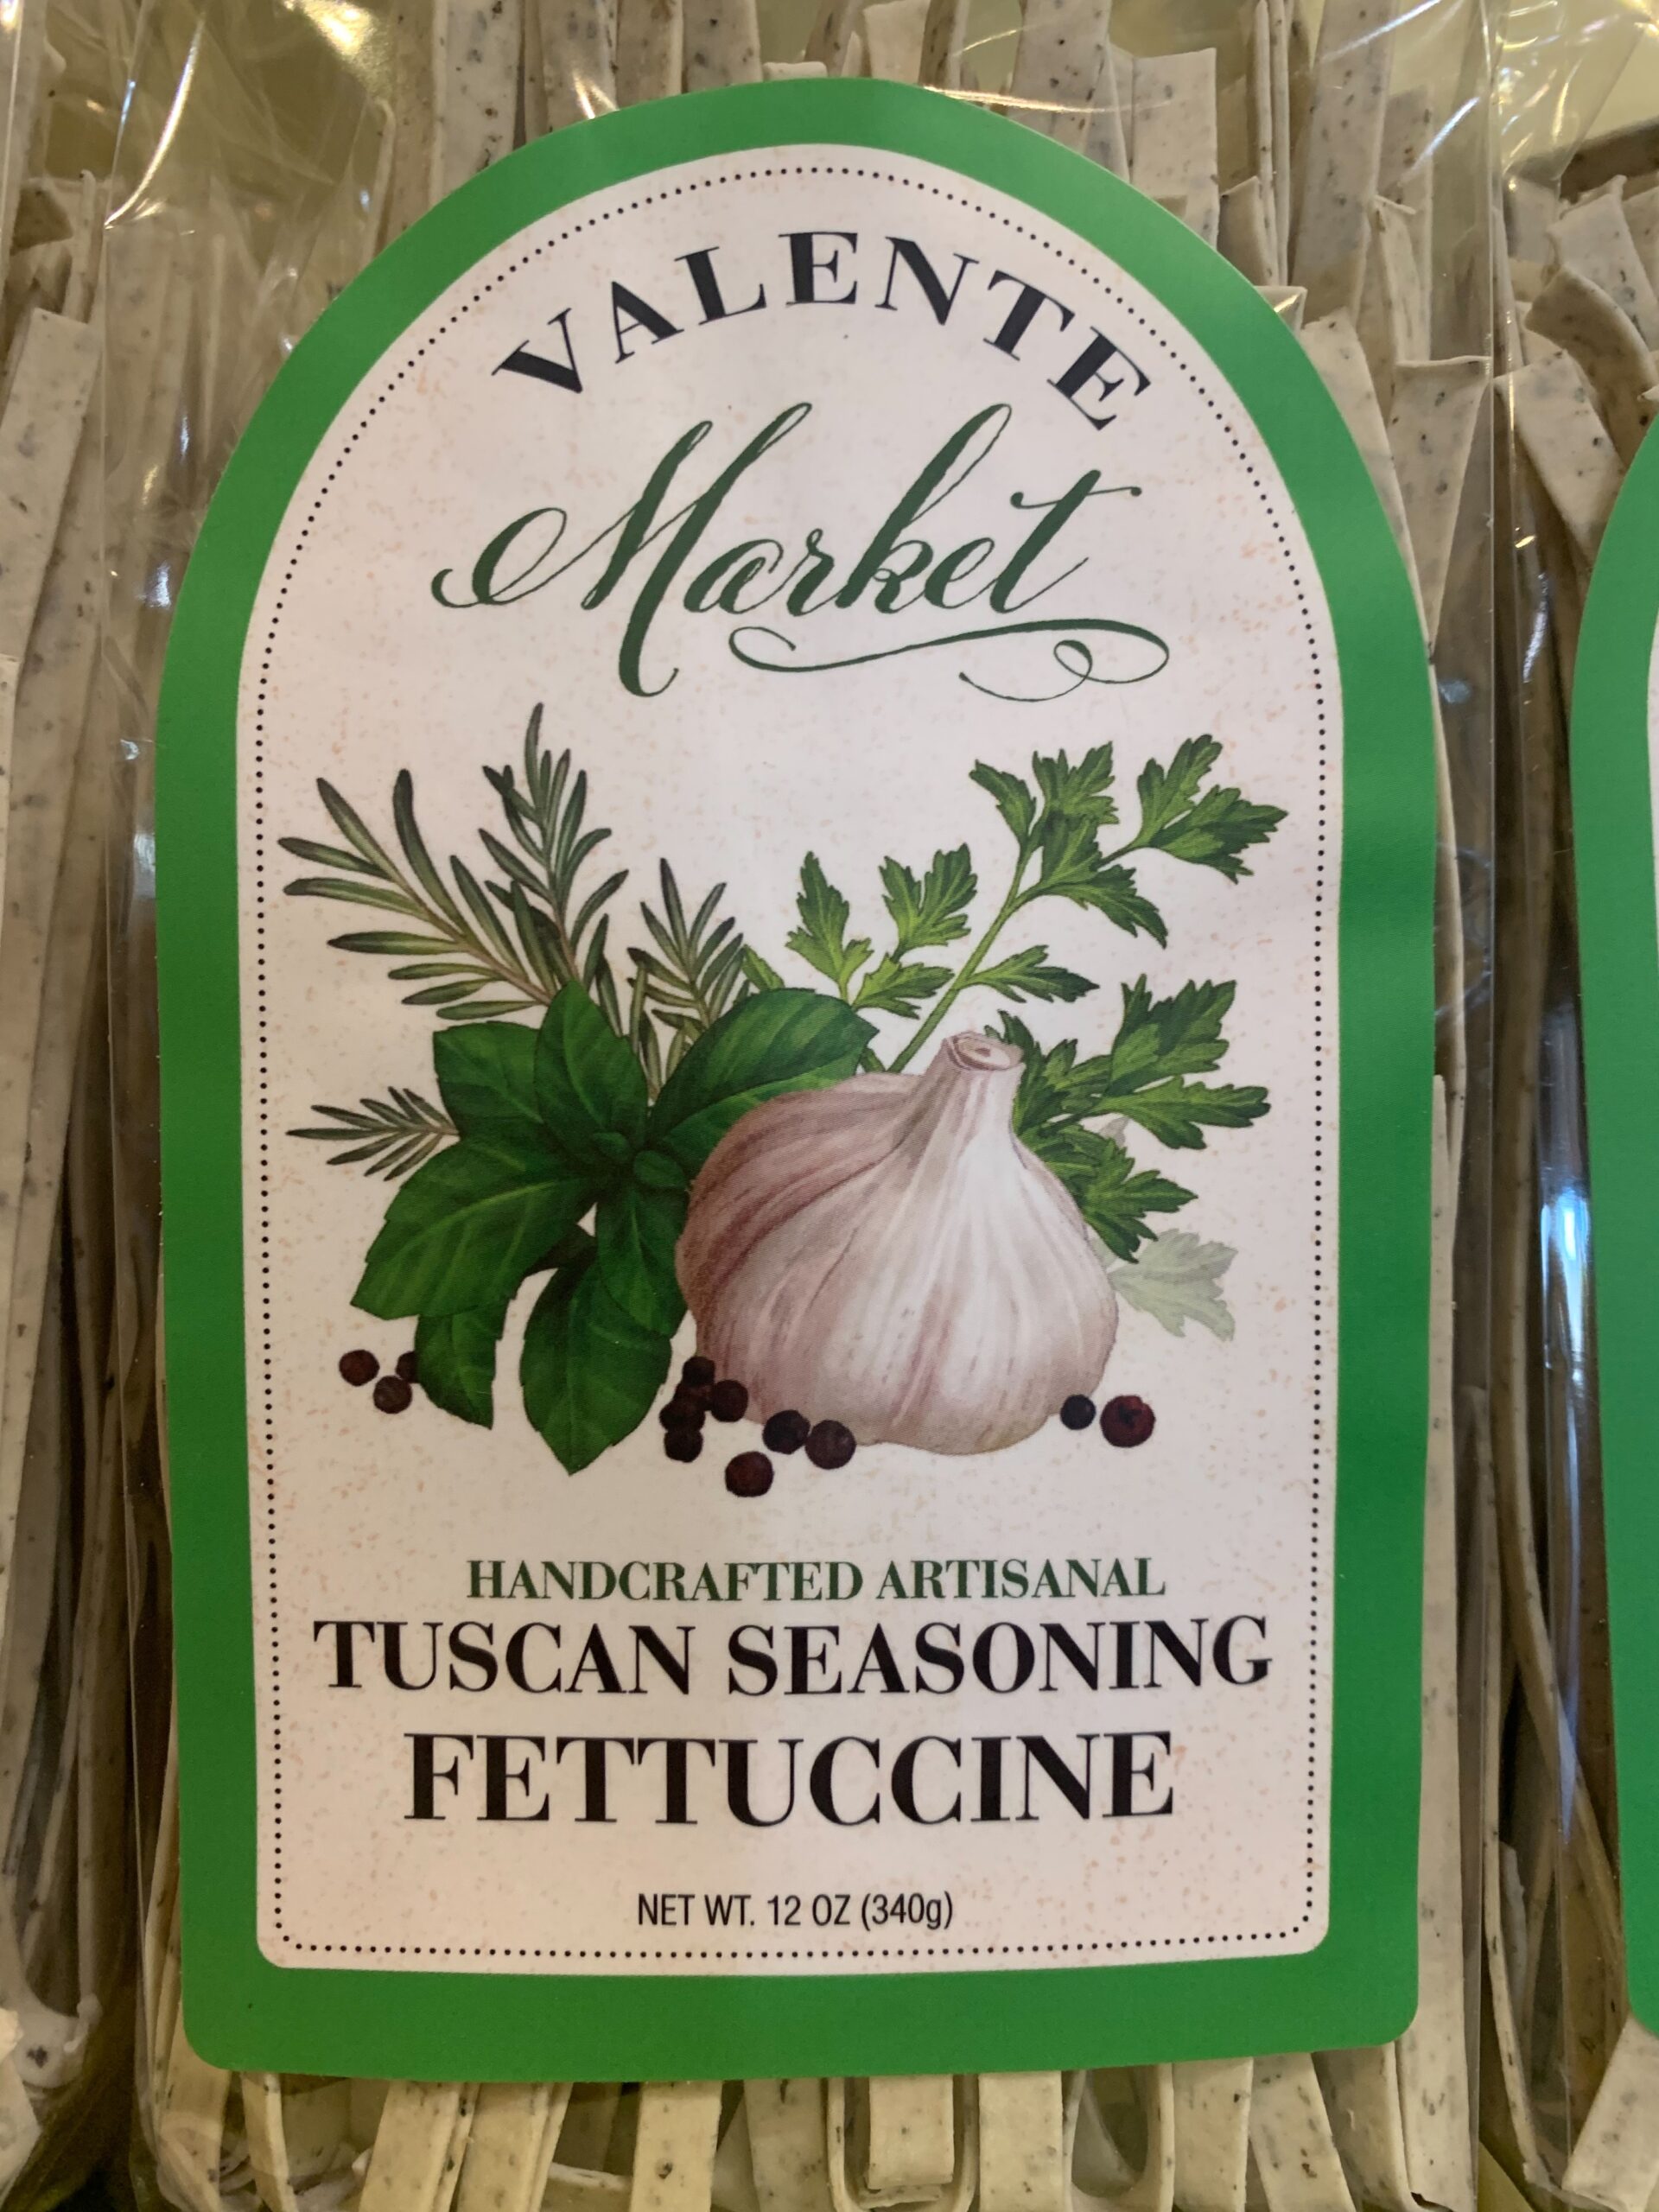 VALENTE
Market
HANDCRAFTED ARTISANAL
TUSCAN SEASONING
FETTUCCINE
NET WT. 12 OZ (340g)